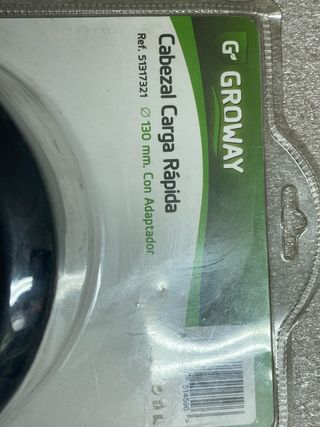 GROWAY
Cabezal Carga Rápida
Ref. 51317321 Ø 130 mm. Con Adaptador